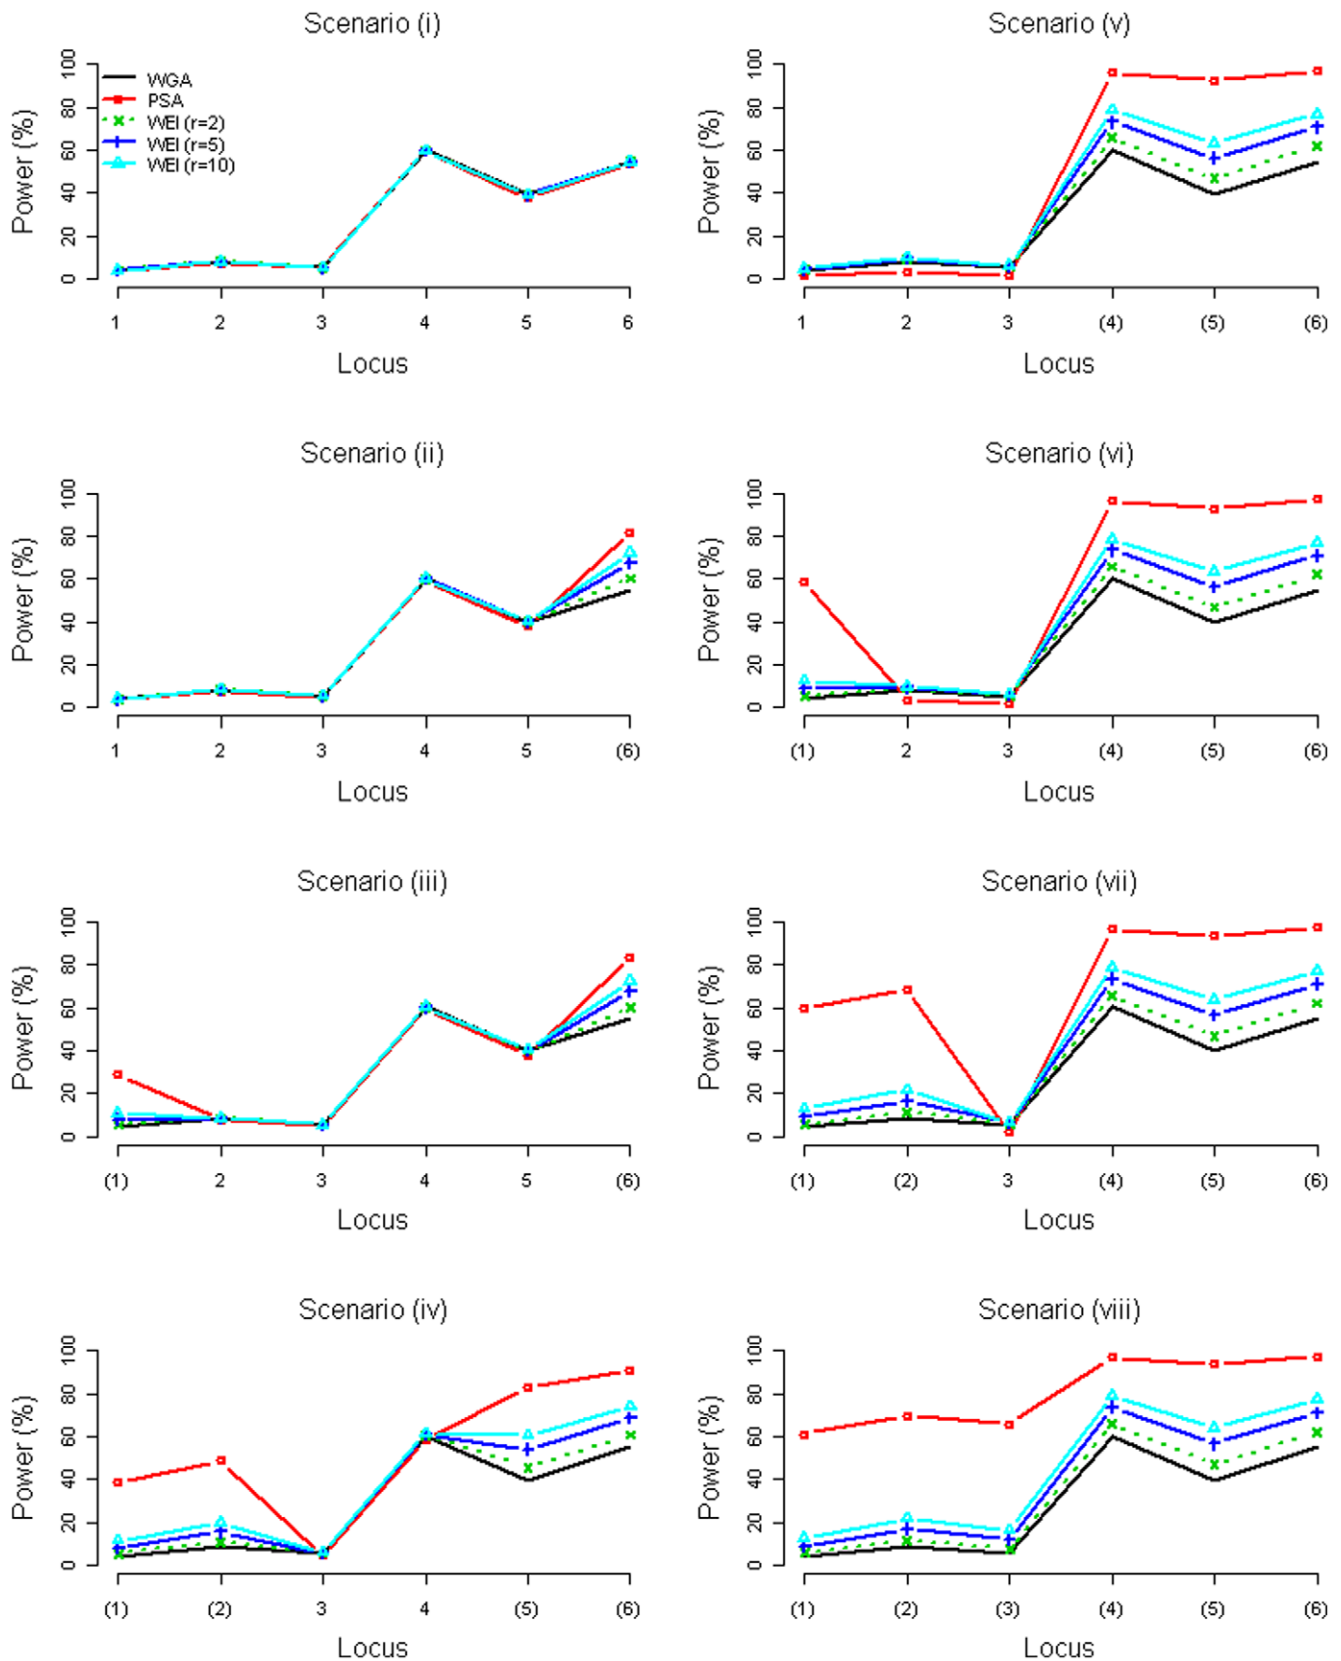 Scenario (i)
Power (%)
100
80
60
40
20
0
WGA
PSA
WEI (r=2)
WEI (r=5)
WEI (r=10)
1 2 3 4 5 6
Locus
Scenario (v)
Power (%)
100
80
60
40
20
0
1 2 3 (4) (5) (6)
Locus
Scenario (ii)
Power (%)
100
80
60
40
20
0
1 2 3 4 5 (6)
Locus
Scenario (vi)
Power (%)
100
80
60
40
20
0
(1) 2 3 (4) (5) (6)
Locus
Scenario (iii)
Power (%)
100
80
60
40
20
0
(1) 2 3 4 5 (6)
Locus
Scenario (vii)
Power (%)
100
80
60
40
20
0
(1) (2) 3 (4) (5) (6)
Locus
Scenario (iv)
Power (%)
100
80
60
40
20
0
(1) (2) 3 4 (5) (6)
Locus
Scenario (viii)
Power (%)
100
80
60
40
20
0
(1) (2) (3) (4) (5) (6)
Locus